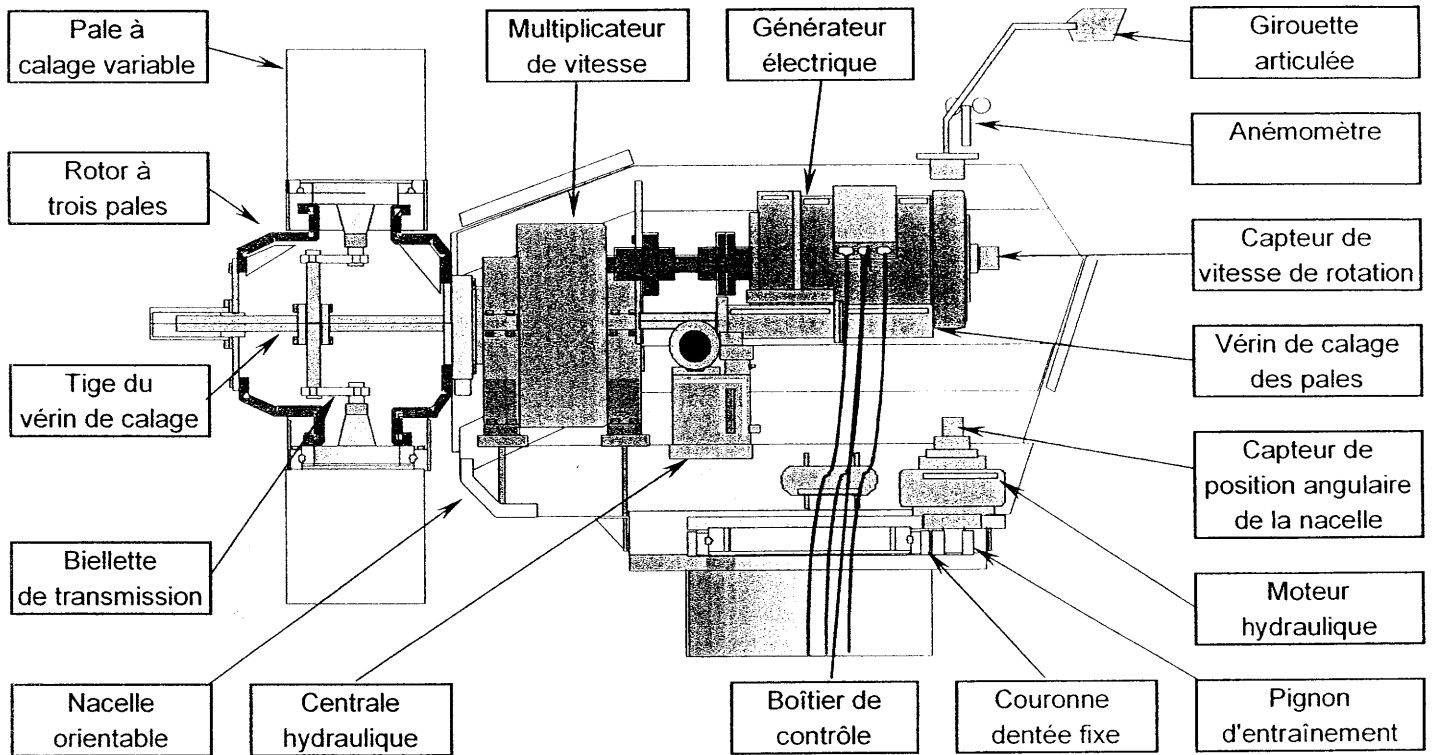 Pale à
calage variable
Multiplicateur
de vitesse
Générateur
électrique
Girouette
articulée
Anémomètre
Rotor à
trois pales
Capteur de
vitesse de rotation
Tige du
vérin de calage
Vérin de calage
des pales
Capteur de
position angulaire
de la nacelle
Biellette
de transmission
Moteur
hydraulique
Nacelle
orientable
Centrale
hydraulique
Boîtier de
contrôle
Couronne
dentée fixe
Pignon
d'entraînement